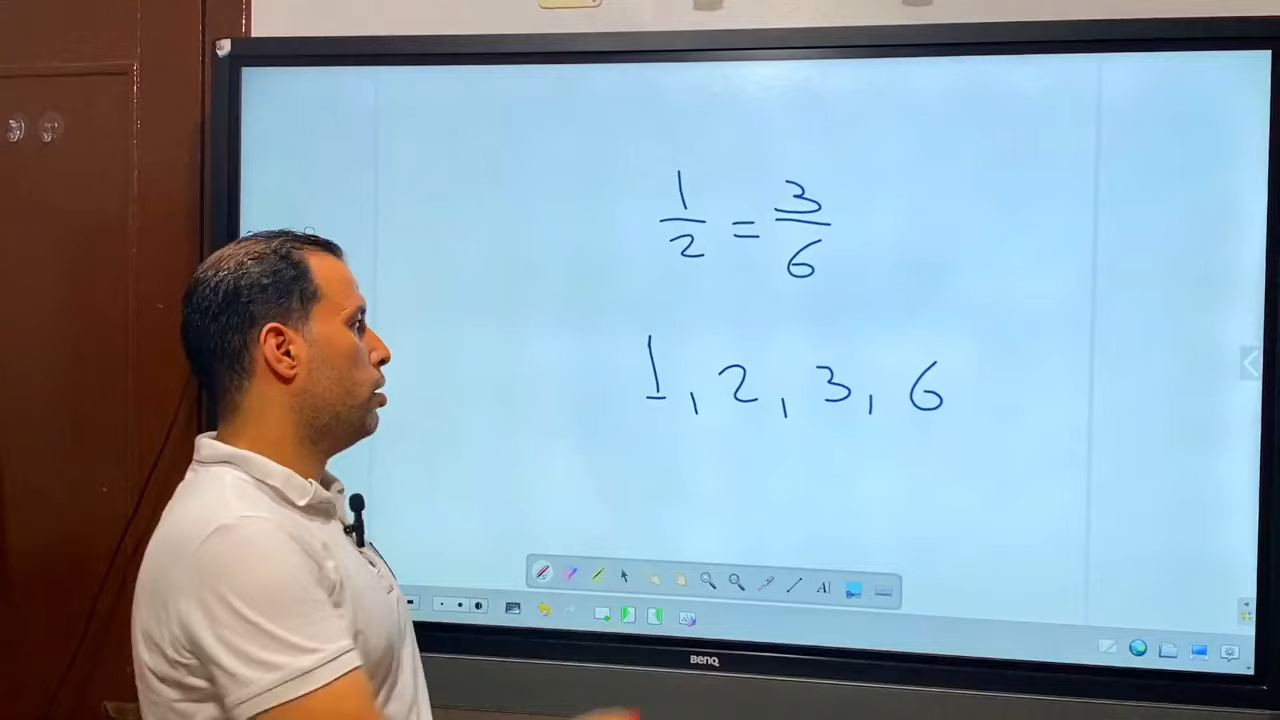 1/2 = 3/6
1, 2, 3, 6
A
BenQ